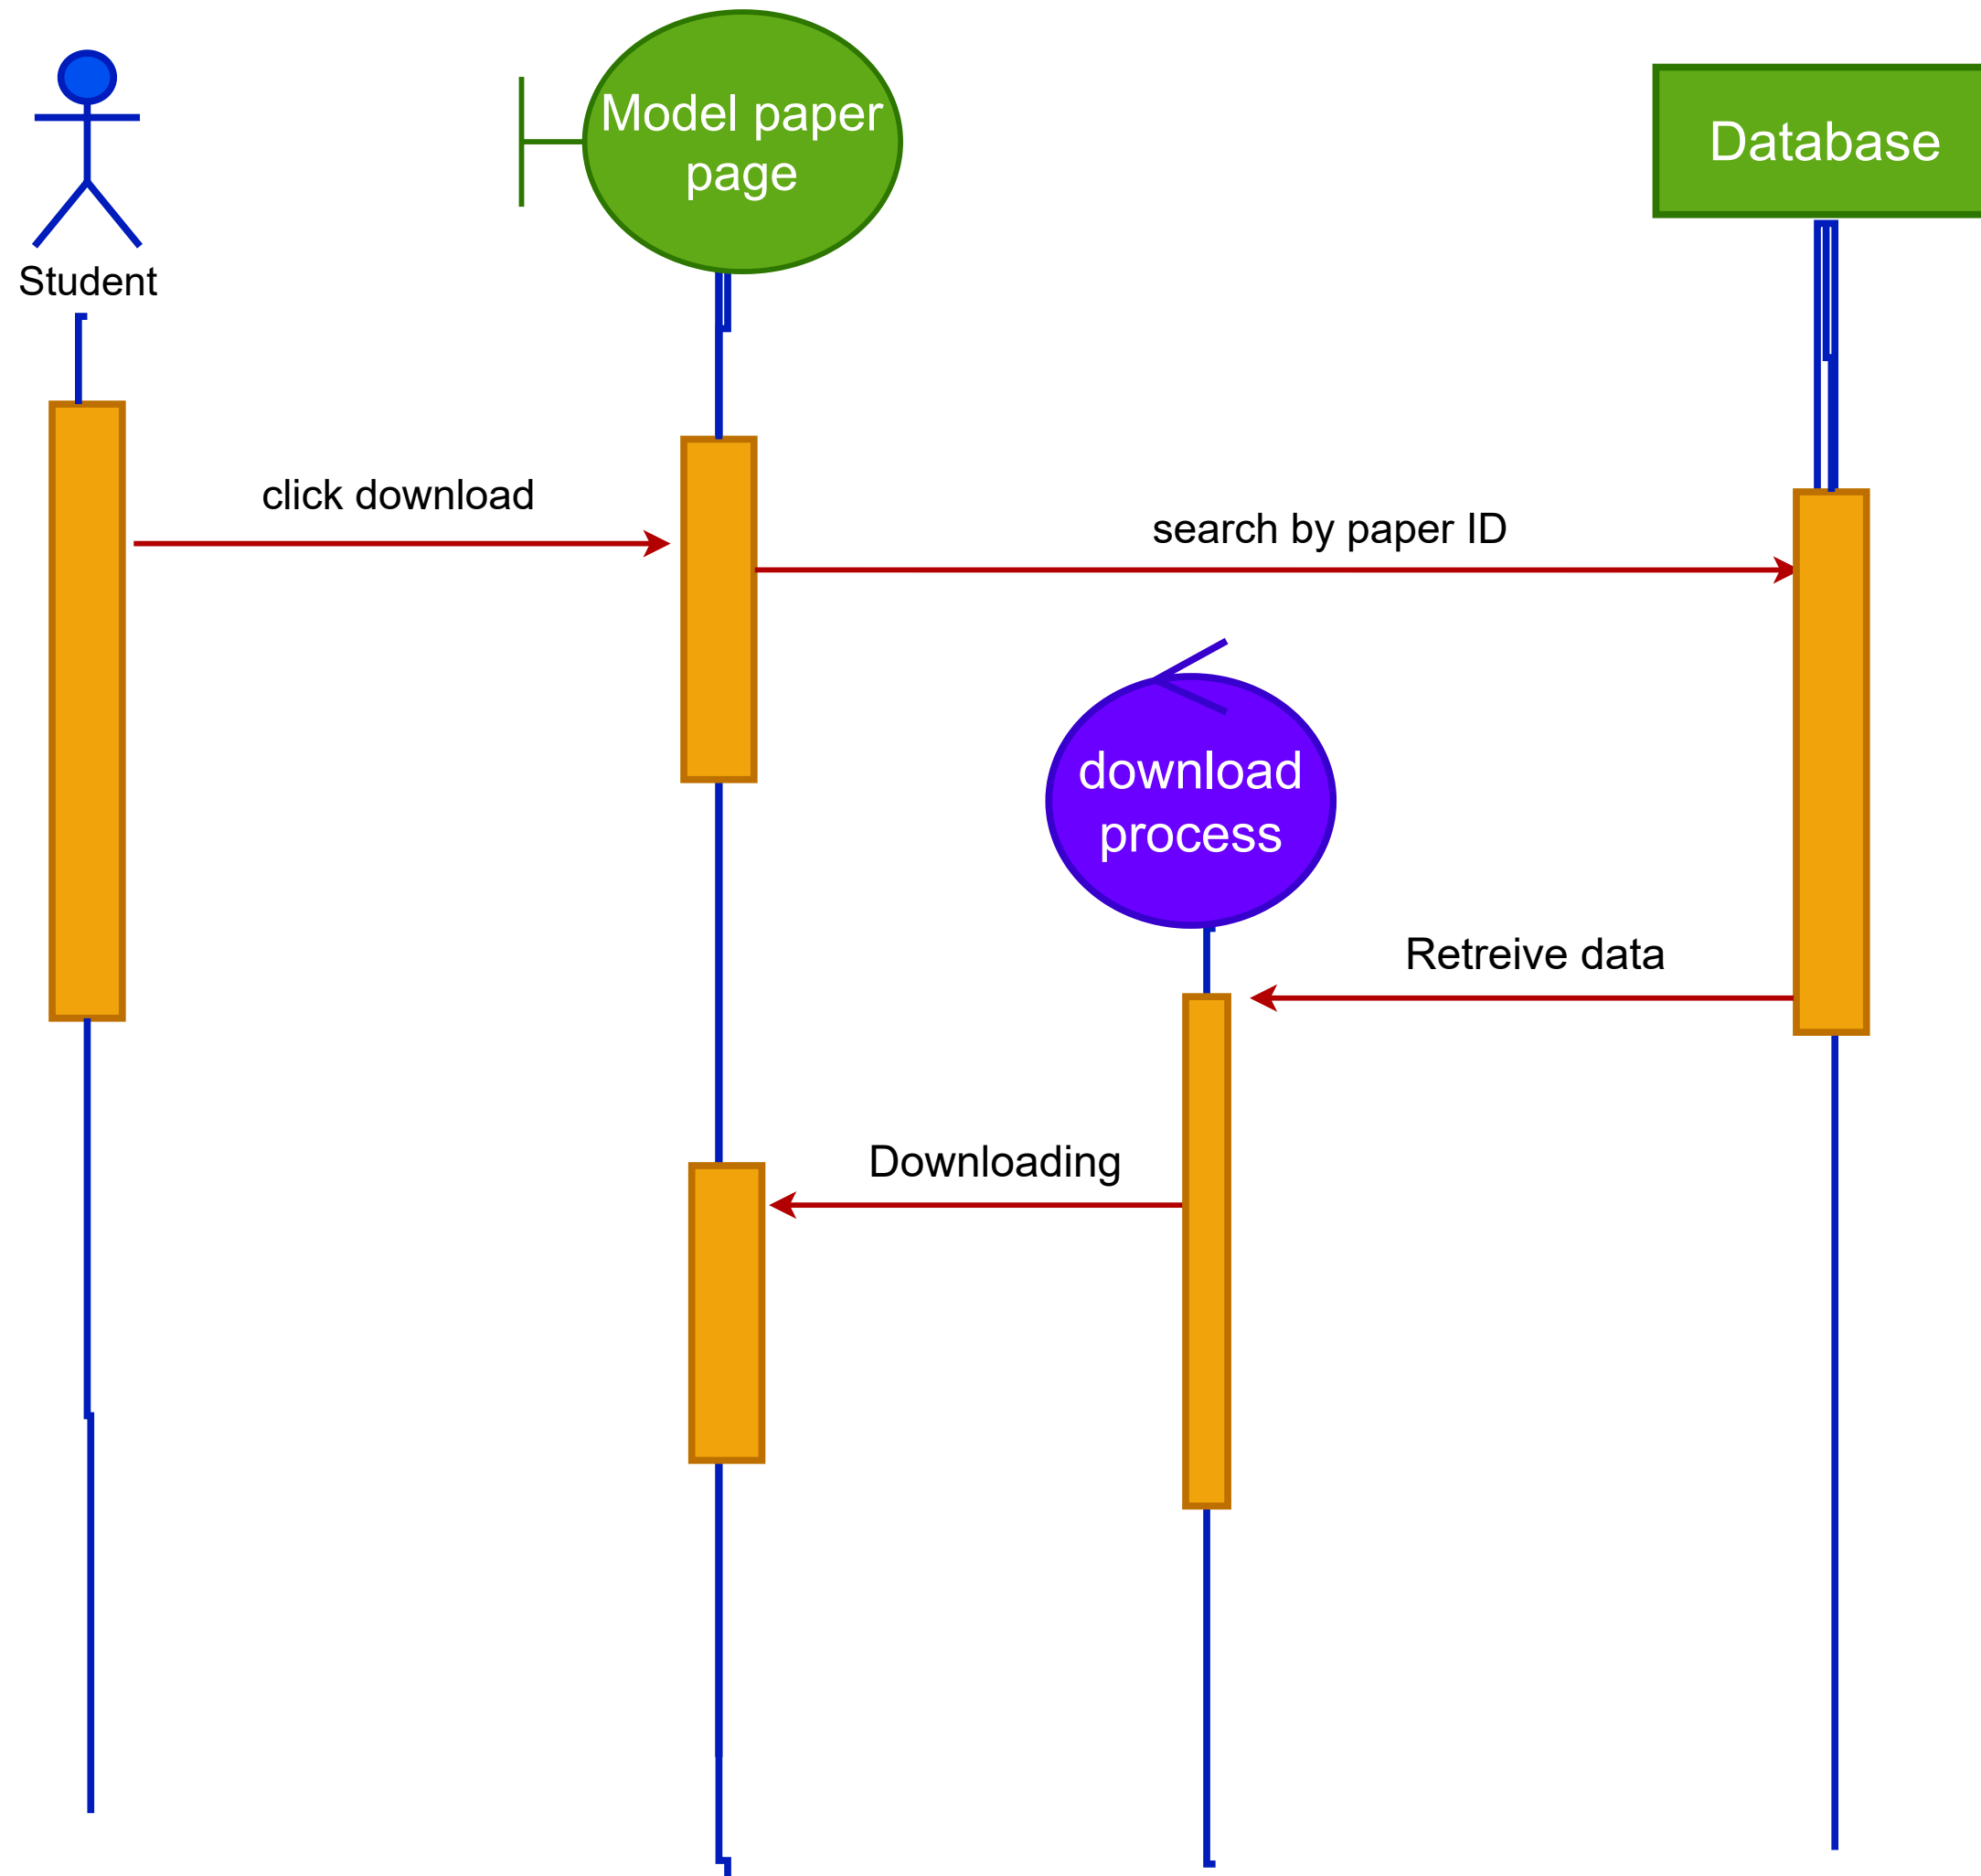 Model paper
page
Database
Student
click download
search by paper ID
download
process
Retreive data
Downloading